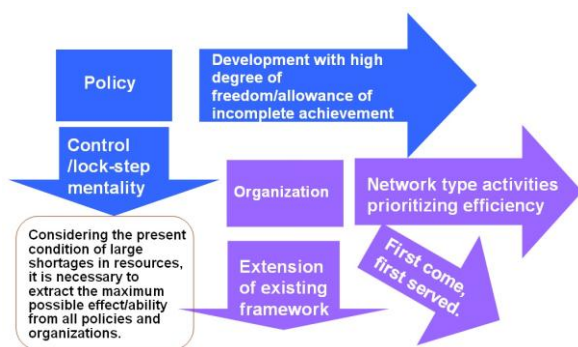 Policy
Development with high
degree of
freedom/allowance of
incomplete achievement
Control
/lock-step
mentality
Organization
Network type activities
prioritizing efficiency
Considering the present
condition of large
shortages in resources,
it is necessary to
extract the maximum
possible effect/ability
from all policies and
organizations.
Extension
of existing
framework
First come,
first served.